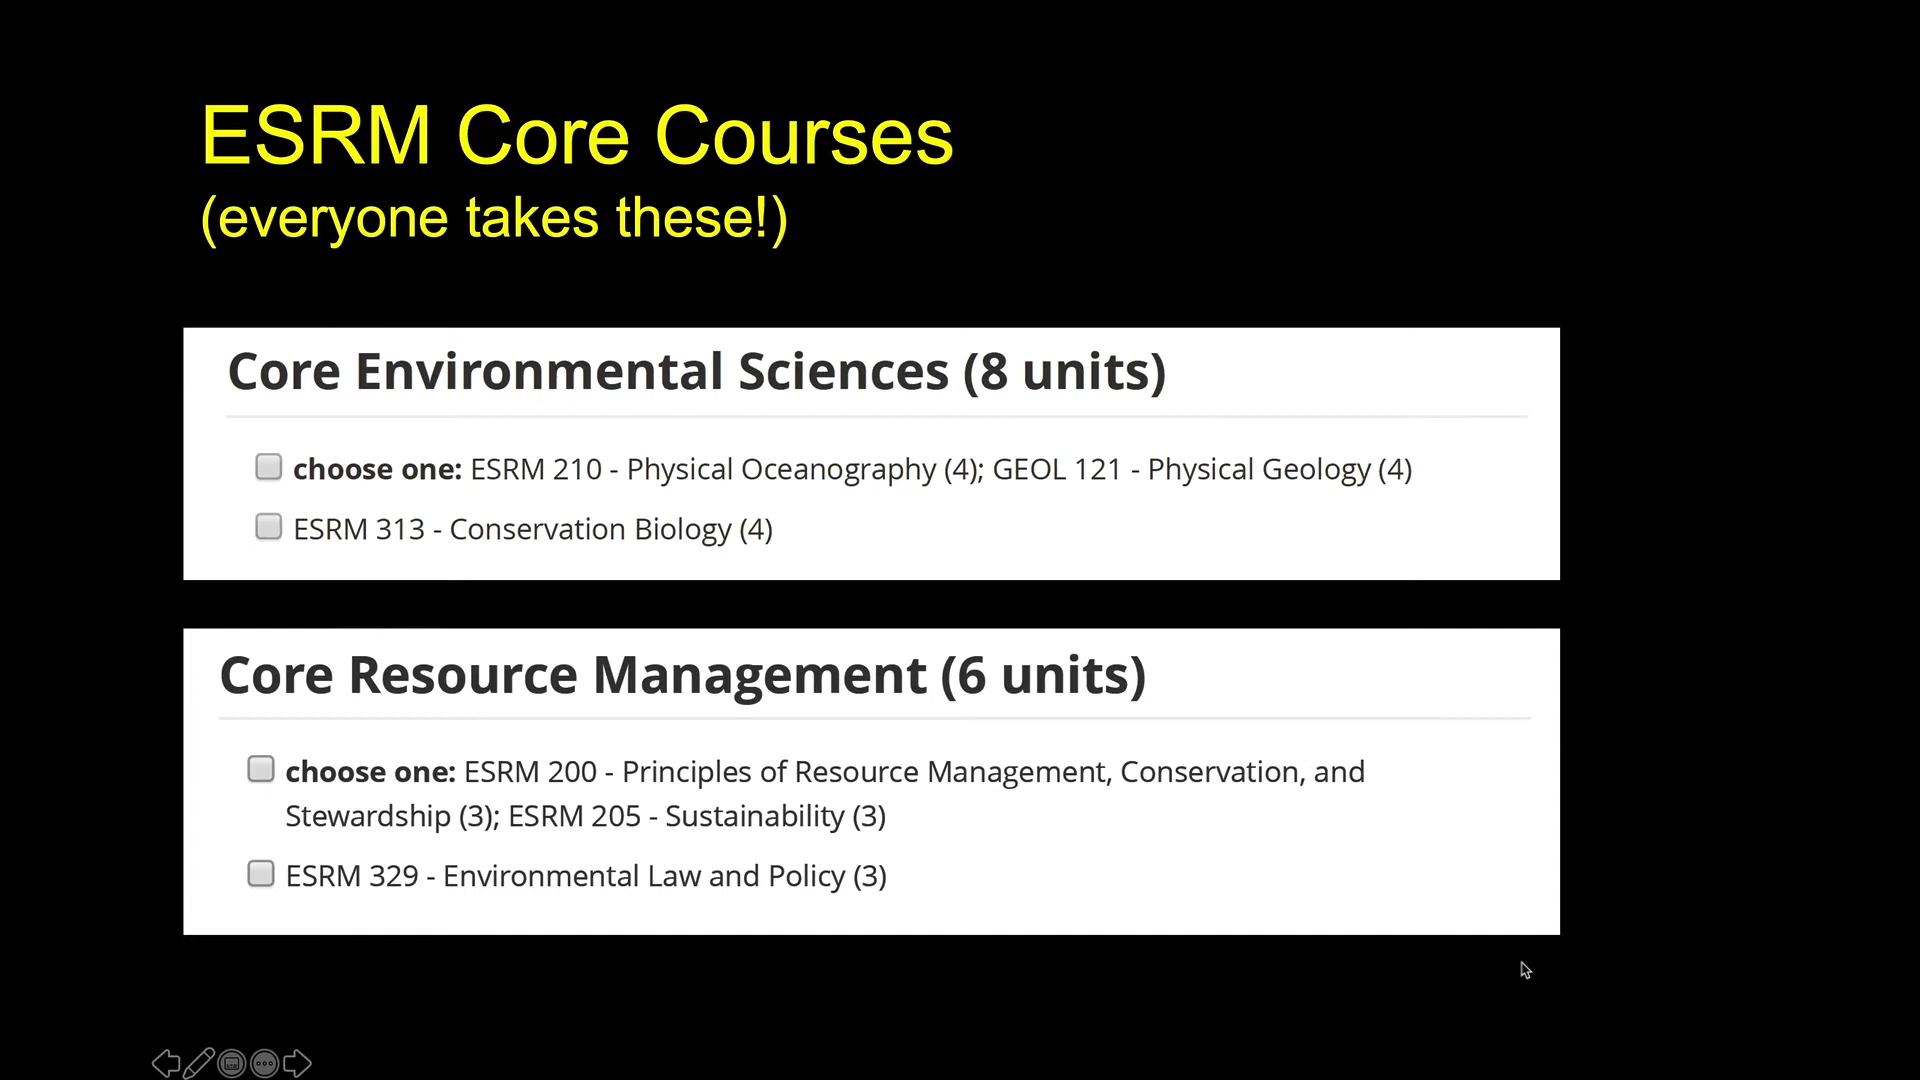 ESRM Core Courses
(everyone takes these!)
Core Environmental Sciences (8 units)
choose one: ESRM 210 - Physical Oceanography (4); GEOL 121 - Physical Geology (4)
ESRM 313 - Conservation Biology (4)
Core Resource Management (6 units)
choose one: ESRM 200 - Principles of Resource Management, Conservation, and
Stewardship (3); ESRM 205 - Sustainability (3)
ESRM 329 - Environmental Law and Policy (3)